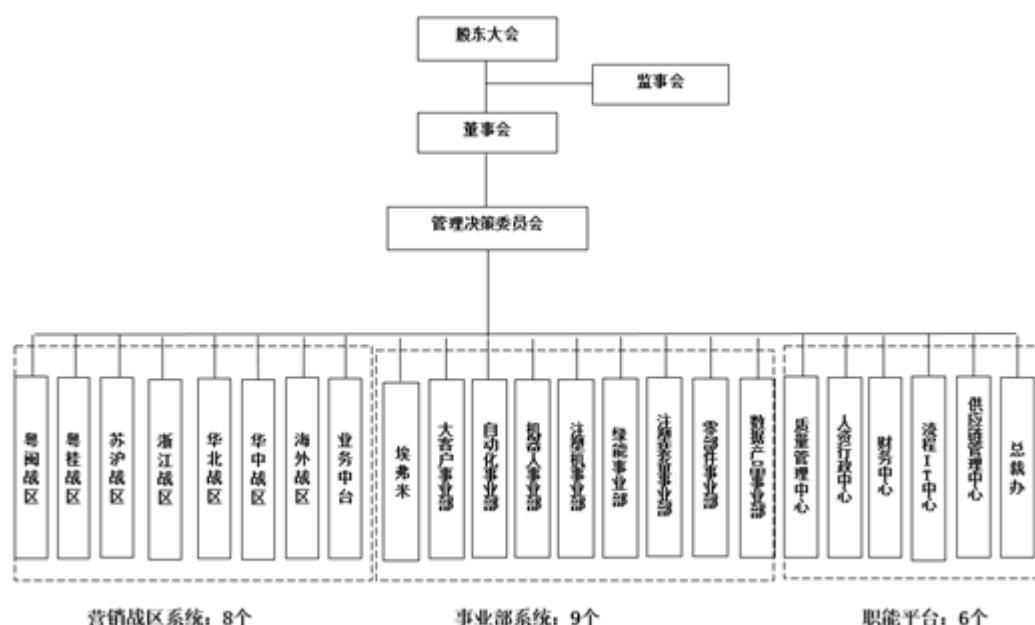 股东大会
监事会
董事会
管理决策委员会
粤闽战区
粤桂战区
苏沪战区
浙江战区
华北战区
华中战区
海外战区
业务中台
埃弗米
大客户事业部
自动化事业部
机器人事业部
注塑机事业部
绿能事业部
注塑装备事业部
零部件事业部
数据产品事业部
质量管理中心
人资行政中心
财务中心
流程IT中心
供应链管理中心
总裁办
营销战区系统：8个
事业部系统：9个
职能平台：6个